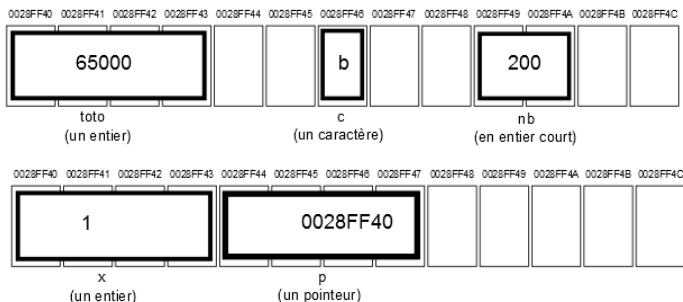 0028FF40 0028FF41 0028FF42 0028FF43 0028FF44 0028FF45 0028FF46 0028FF47 0028FF48 0028FF49 0028FF4A 0028FF4B 0028FF4C
65000 b 200
toto c nb
(un entier) (un caractère) (en entier court)
0028FF40 0028FF41 0028FF42 0028FF43 0028FF44 0028FF45 0028FF46 0028FF47 0028FF48 0028FF49 0028FF4A 0028FF4B 0028FF4C
1 0028FF40
x p
(un entier) (un pointeur)